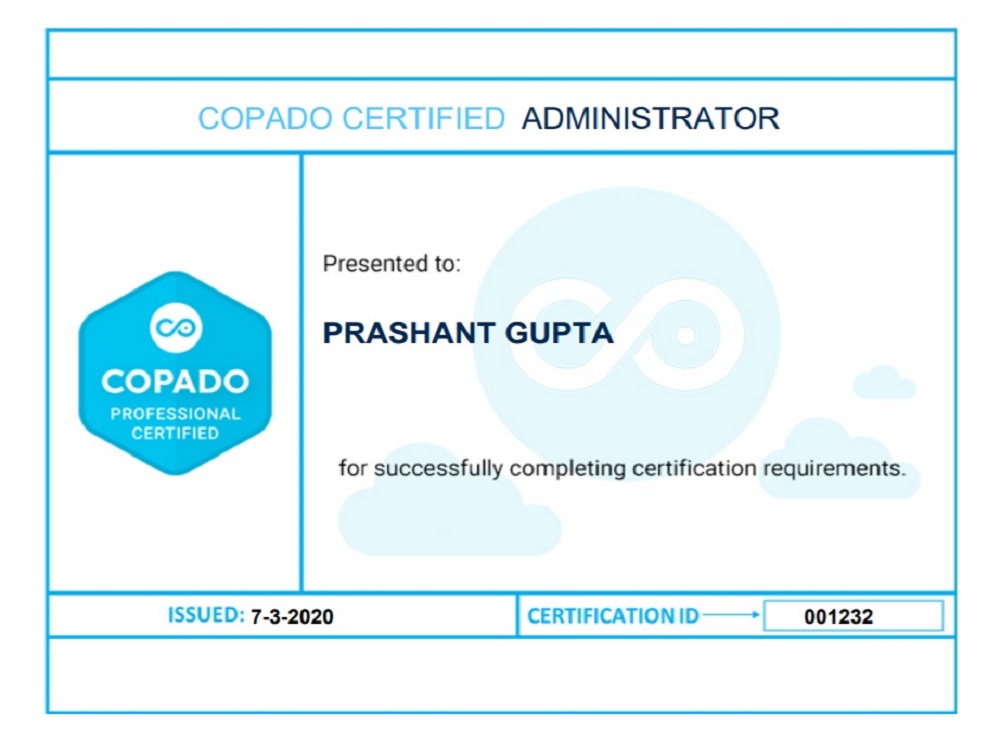 COPADO CERTIFIED ADMINISTRATOR
Presented to:
PRASHANT GUPTA
COPADO
PROFESSIONAL
CERTIFIED
for successfully completing certification requirements.
ISSUED: 7-3-2020
CERTIFICATION ID
001232